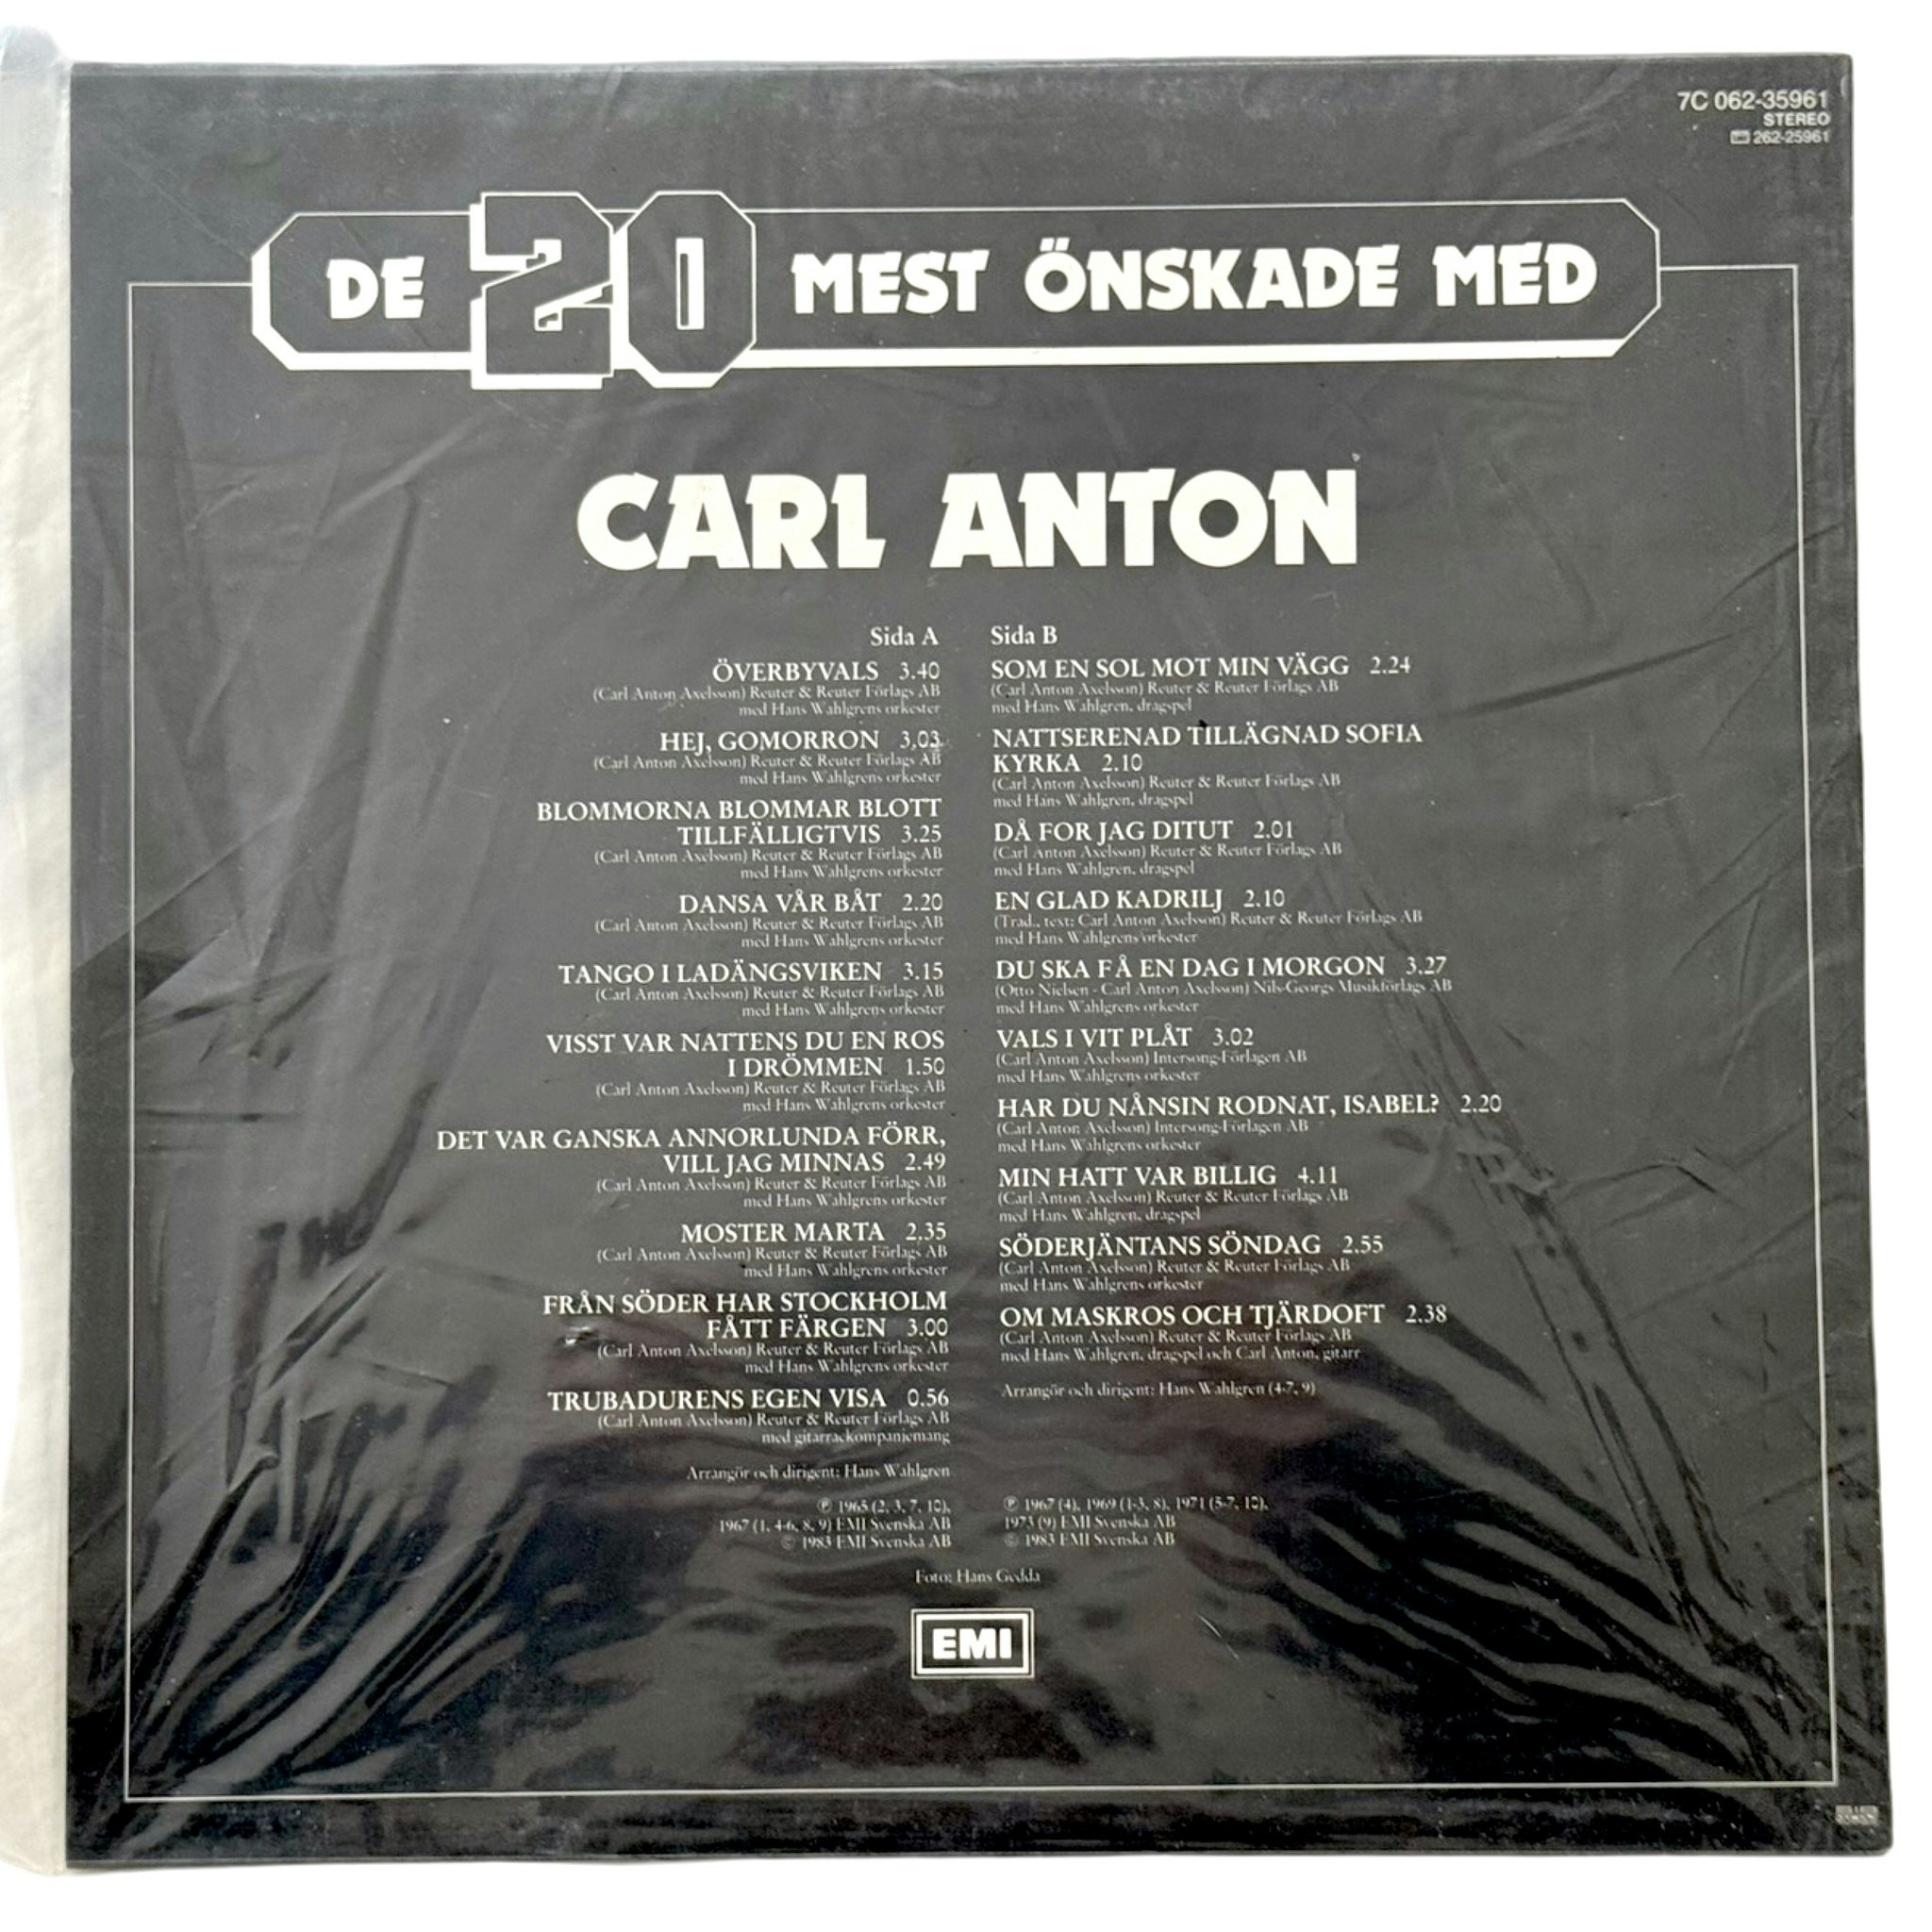 7C 062-35961
STEREO
262-25961
DE 20 MEST ÖNSKADE MED
CARL ANTON
Sida A
ÖVERBYVALS 3.40
(Carl Anton Axelsson) Reuter & Reuter Förlags AB
med Hans Wahlgrens orkester
HEJ, GOMORRON 3.03
(Carl Anton Axelsson) Reuter & Reuter Förlags AB
med Hans Wahlgrens orkester
BLOMMORNA BLOMMAR BLOTT
TILLFÄLLIGTVIS 3.25
(Carl Anton Axelsson) Reuter & Reuter Förlags AB
med Hans Wahlgrens orkester
DANSA VÅR BÅT 2.20
(Carl Anton Axelsson) Reuter & Reuter Förlags AB
med Hans Wahlgrens orkester
TANGO I LADÄNGSVIKEN 3.15
(Carl Anton Axelsson) Reuter & Reuter Förlags AB
med Hans Wahlgrens orkester
VISST VAR NATTENS DU EN ROS
I DRÖMMEN 1.50
(Carl Anton Axelsson) Reuter & Reuter Förlags AB
med Hans Wahlgrens orkester
DET VAR GANSKA ANNORLUNDA FÖRR,
VILL JAG MINNAS 2.49
(Carl Anton Axelsson) Reuter & Reuter Förlags AB
med Hans Wahlgrens orkester
MOSTER MARTA 2.35
(Carl Anton Axelsson) Reuter & Reuter Förlags AB
med Hans Wahlgrens orkester
FRÅN SÖDER HAR STOCKHOLM
FÅTT FÄRGEN 3.00
(Carl Anton Axelsson) Reuter & Reuter Förlags AB
med Hans Wahlgrens orkester
TRUBADURENS EGEN VISA 0.56
(Carl Anton Axelsson) Reuter & Reuter Förlags AB
med gitarrackompanjemang
Arrangör och dirigent: Hans Wahlgren
℗ 1965 (2, 3, 7, 10),
1967 (1, 4-6, 8, 9) EMI Svenska AB
© 1983 EMI Svenska AB
Sida B
SOM EN SOL MOT MIN VÄGG 2.24
(Carl Anton Axelsson) Reuter & Reuter Förlags AB
med Hans Wahlgren, dragspel
NATTSERENAD TILLÄGNAD SOFIA
KYRKA 2.10
(Carl Anton Axelsson) Reuter & Reuter Förlags AB
med Hans Wahlgren, dragspel
DÅ FOR JAG DITUT 2.01
(Carl Anton Axelsson) Reuter & Reuter Förlags AB
med Hans Wahlgren, dragspel
EN GLAD KADRILJ 2.10
(Trad., text: Carl Anton Axelsson) Reuter & Reuter Förlags AB
med Hans Wahlgrens orkester
DU SKA FÅ EN DAG I MORGON 3.27
(Otto Nielsen - Carl Anton Axelsson) Nils-Georgs Musikförlags AB
med Hans Wahlgrens orkester
VALS I VIT PLÅT 3.02
(Carl Anton Axelsson) Intersong-Förlagen AB
med Hans Wahlgrens orkester
HAR DU NÅNSIN RODNAT, ISABEL? 2.20
(Carl Anton Axelsson) Intersong-Förlagen AB
med Hans Wahlgrens orkester
MIN HATT VAR BILLIG 4.11
(Carl Anton Axelsson) Reuter & Reuter Förlags AB
med Hans Wahlgren, dragspel
SÖDERJÄNTANS SÖNDAG 2.55
(Carl Anton Axelsson) Reuter & Reuter Förlags AB
med Hans Wahlgrens orkester
OM MASKROS OCH TJÄRDOFT 2.38
(Carl Anton Axelsson) Reuter & Reuter Förlags AB
med Hans Wahlgren, dragspel och Carl Anton, gitarr
Arrangör och dirigent: Hans Wahlgren (4-7, 9)
℗ 1967 (4), 1969 (1-3, 8), 1971 (5-7, 10),
1973 (9) EMI Svenska AB
© 1983 EMI Svenska AB
Foto: Hans Gedda
EMI